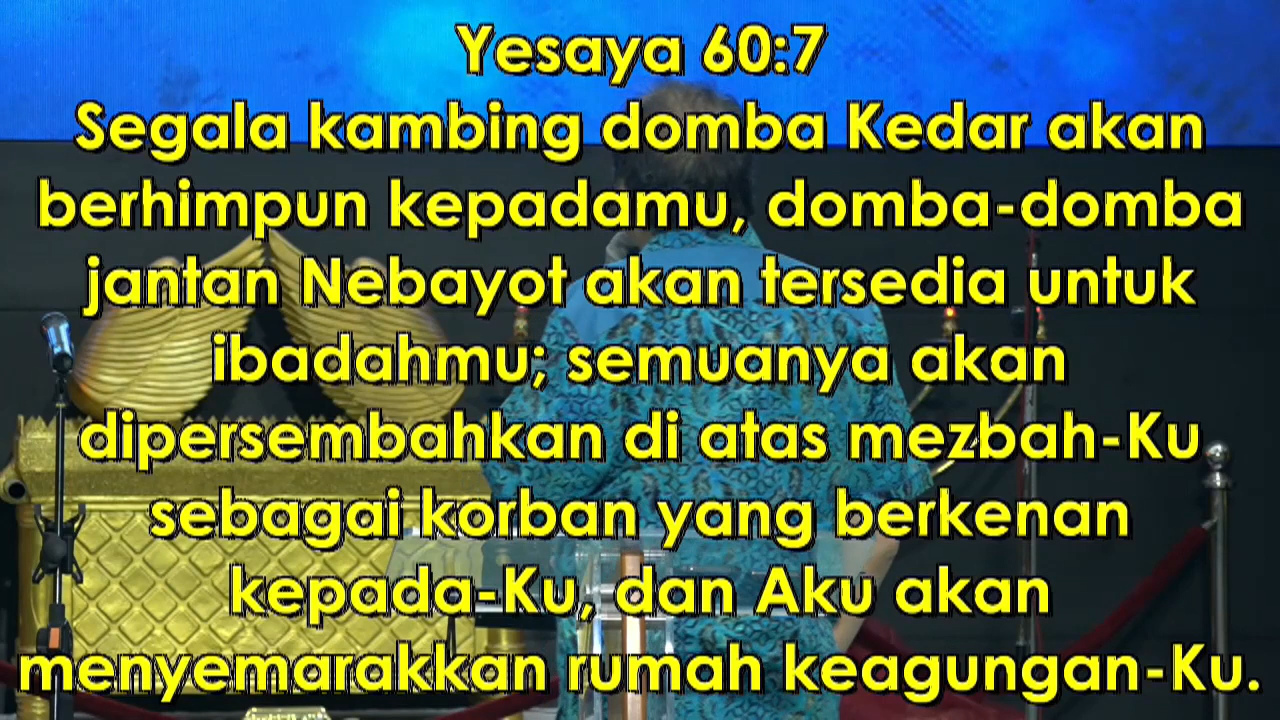 Yesaya 60:7
Segala kambing domba Kedar akan
berhimpun kepadamu, domba-domba
jantan Nebayot akan tersedia untuk
ibadahmu; semuanya akan
dipersembahkan di atas mezbah-Ku
sebagai korban yang berkenan
kepada-Ku, dan Aku akan
menyemarakkan rumah keagungan-Ku.